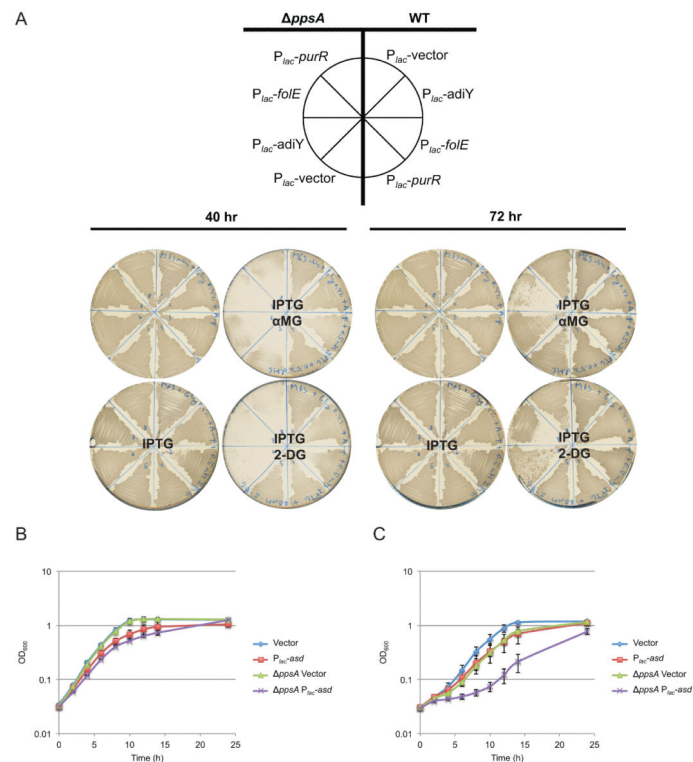 A
ΔppsA WT
Plac-purR Plac-vector
Plac-folE Plac-adiY
Plac-adiY Plac-folE
Plac-vector Plac-purR
40 hr 72 hr
IPTG IPTG
αMG αMG
IPTG IPTG IPTG IPTG
2-DG 2-DG
B C
10 10
1 1
0.1 0.1
0.01 0.01
OD600 OD600
0 5 10 15 20 25 0 5 10 15 20 25
Time (h) Time (h)
Vector Vector
Plac-asd Plac-asd
ΔppsA Vector ΔppsA Vector
ΔppsA Plac-asd ΔppsA Plac-asd